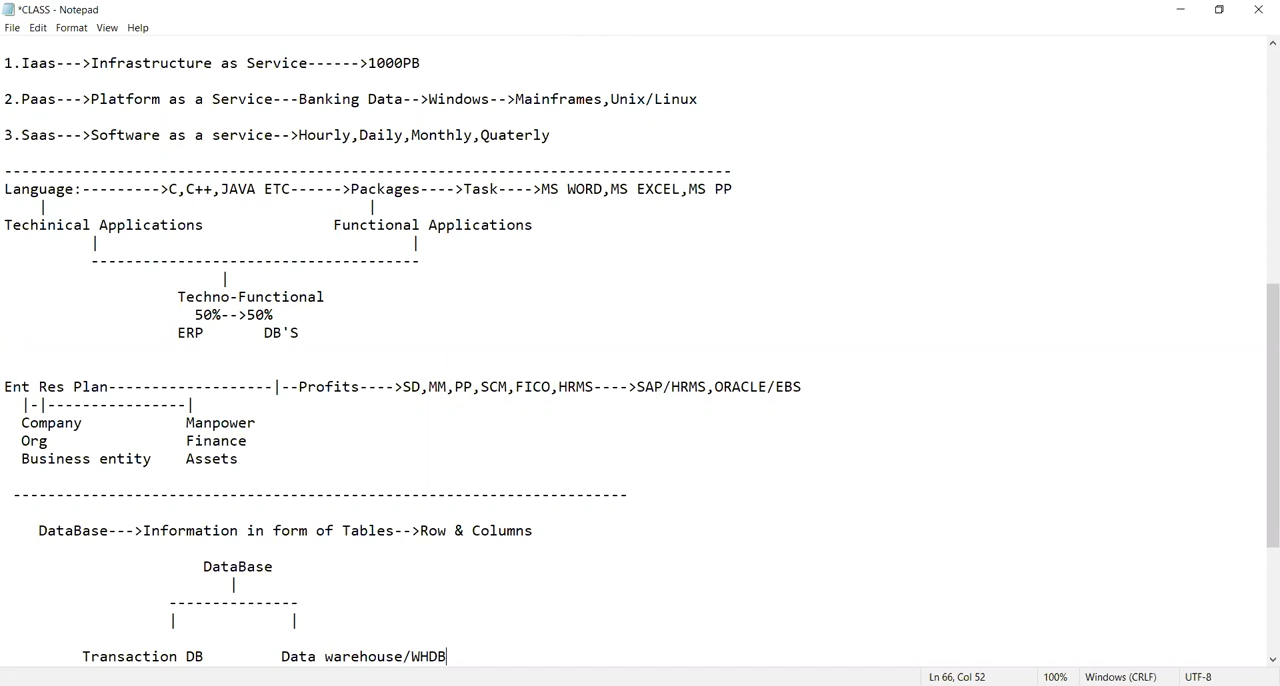 *CLASS - Notepad
File Edit Format View Help
1.Iaas--->Infrastructure as Service------>1000PB
2.Paas--->Platform as a Service---Banking Data-->Windows-->Mainframes,Unix/Linux
3.Saas--->Software as a service-->Hourly,Daily,Monthly,Quaterly
------------------------------------------------------------------------------------
Language:--------->C,C++,JAVA ETC------>Packages---->Task---->MS WORD,MS EXCEL,MS PP
| |
Techinical Applications Functional Applications
| |
--------------------------------------
|
Techno-Functional
50%-->50%
ERP DB'S
Ent Res Plan-------------------|--Profits---->SD,MM,PP,SCM,FICO,HRMS---->SAP/HRMS,ORACLE/EBS
|-|----------------|
Company Manpower
Org Finance
Business entity Assets
-----------------------------------------------------------------------
DataBase--->Information in form of Tables-->Row & Columns
DataBase
|
---------------
| |
Transaction DB Data warehouse/WHDB
Ln 66, Col 52 100% Windows (CRLF) UTF-8